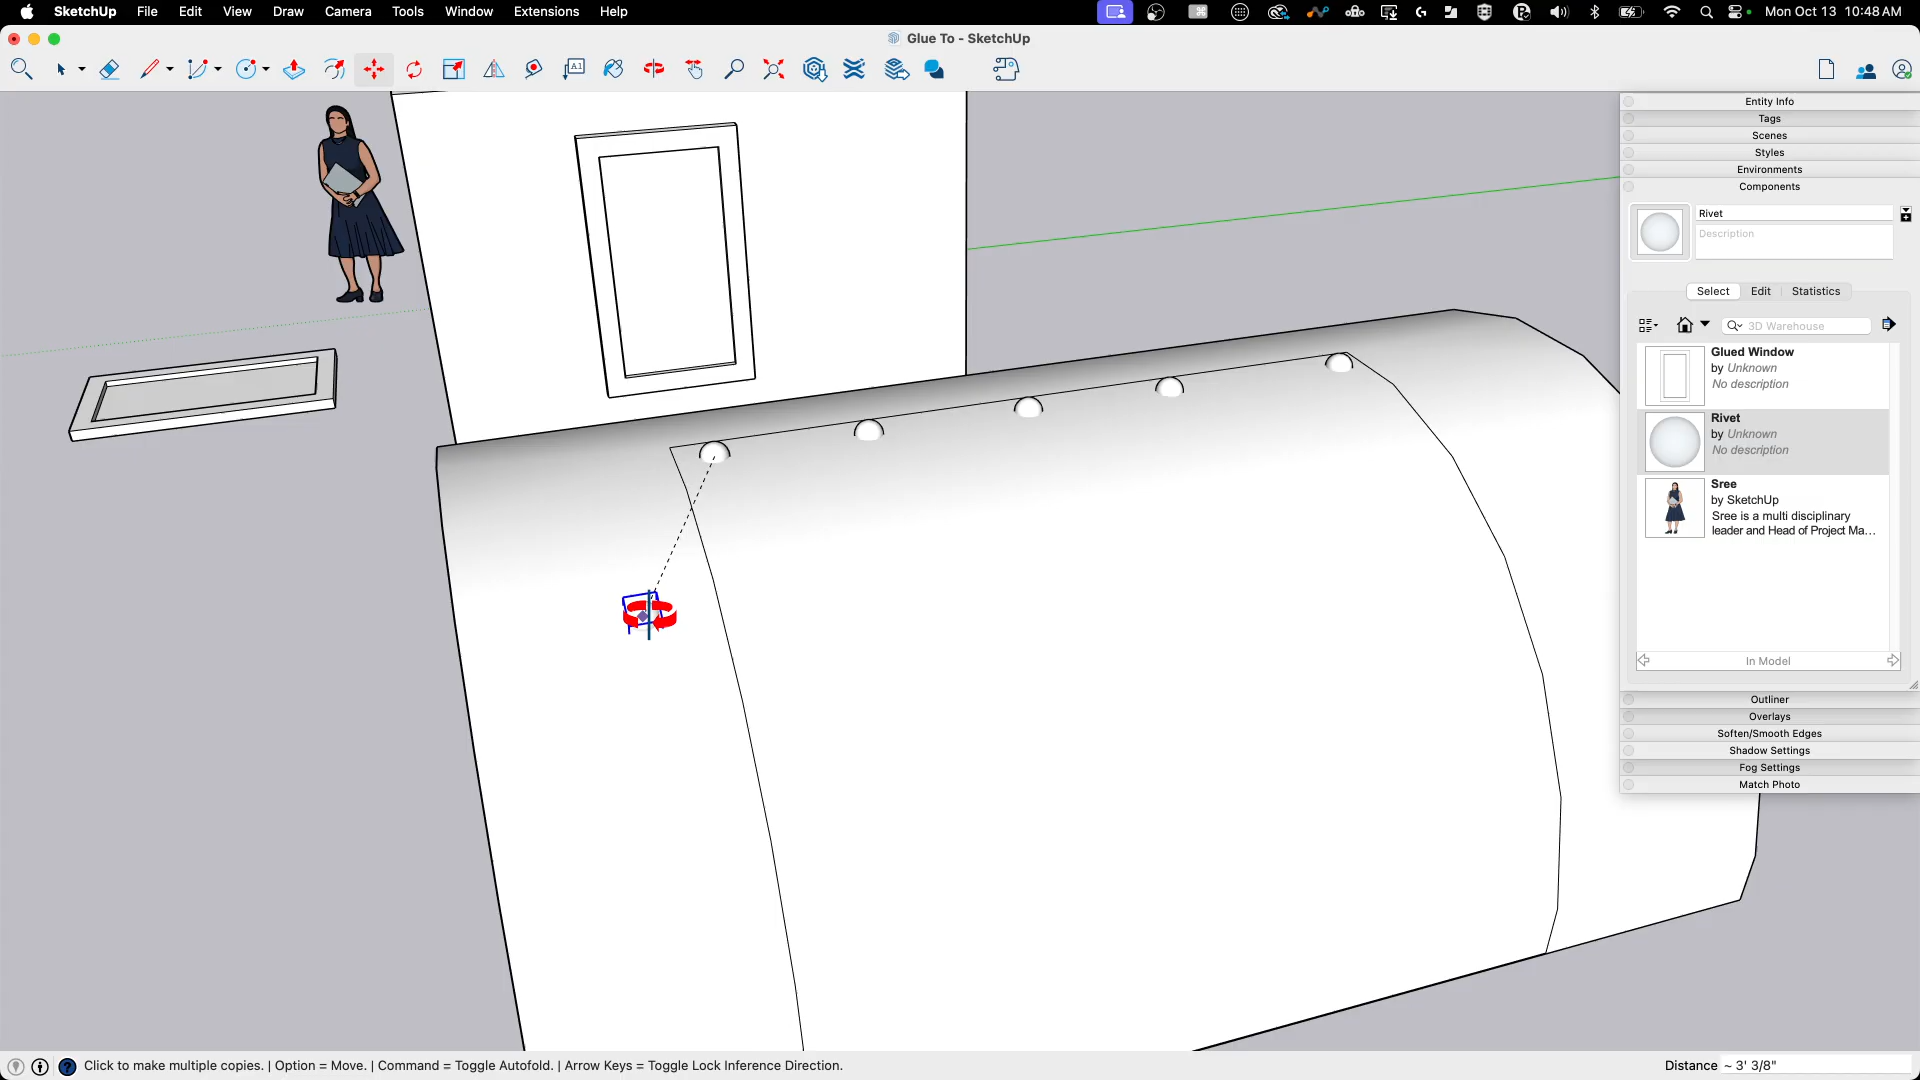 SketchUp File Edit View Draw Camera Tools Window Extensions Help
Mon Oct 13 10:48 AM
Glue To - SketchUp
A1
Entity Info
Tags
Scenes
Styles
Environments
Components
Rivet
Description
Select Edit Statistics
3D Warehouse
Glued Window
by Unknown
No description
Rivet
by Unknown
No description
Sree
by SketchUp
Sree is a multi disciplinary
leader and Head of Project Ma...
In Model
Outliner
Overlays
Soften/Smooth Edges
Shadow Settings
Fog Settings
Match Photo
Click to make multiple copies. | Option = Move. | Command = Toggle Autofold. | Arrow Keys = Toggle Lock Inference Direction.
Distance ~ 3' 3/8"